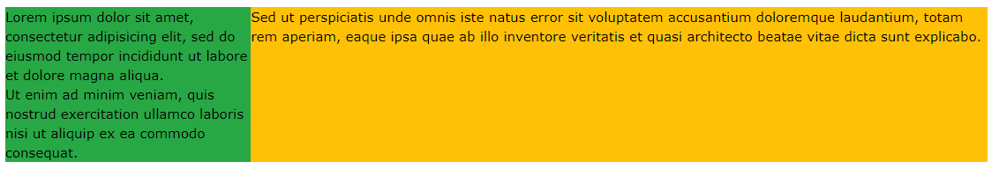 Lorem ipsum dolor sit amet,
consectetur adipisicing elit, sed do
eiusmod tempor incididunt ut labore
et dolore magna aliqua.
Ut enim ad minim veniam, quis
nostrud exercitation ullamco laboris
nisi ut aliquip ex ea commodo
consequat.
Sed ut perspiciatis unde omnis iste natus error sit voluptatem accusantium doloremque laudantium, totam
rem aperiam, eaque ipsa quae ab illo inventore veritatis et quasi architecto beatae vitae dicta sunt explicabo.